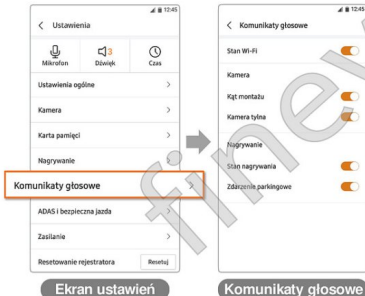 12:45
Ustawienia
3
Mikrofon
Dźwięk
Czas
Ustawienia ogólne
Kamera
Karta pamięci
Nagrywanie
Komunikaty głosowe
ADAS i bezpieczna jazda
Zasilanie
Resetowanie rejestratora
Resetuj
Ekran ustawień
12:45
Komunikaty głosowe
Stan Wi-Fi
Kamera
Kąt montażu
Kamera tylna
Nagrywanie
Stan nagrywania
Zdarzenie parkingowe
Komunikaty głosowe